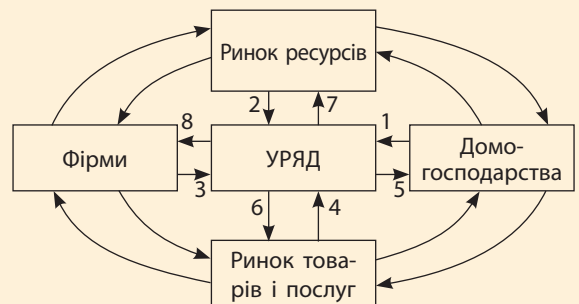 Ринок ресурсів
2
7
8
1
Фірми
УРЯД
Домо-
господарства
3
5
6
4
Ринок това-
рів і послуг